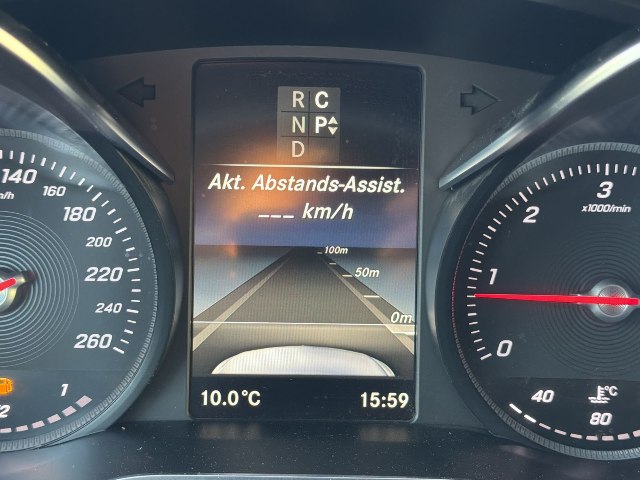 R C
N P
D
Akt. Abstands-Assist.
--- km/h
100m
50m
0m
10.0°C 15:59
140
160
180
200
220
240
260
1
3
x1000/min
2
1
0
40
°C
80